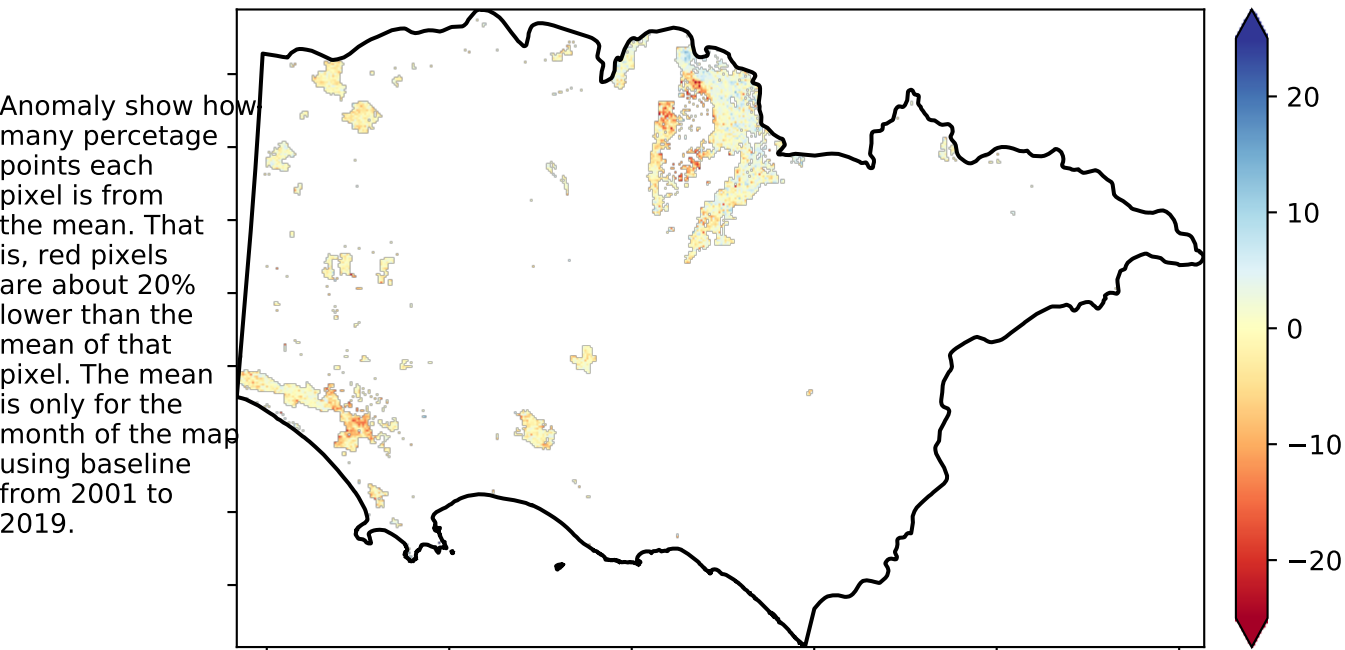 Anomaly show how
many percetage
points each
pixel is from
the mean. That
is, red pixels
are about 20%
lower than the
mean of that
pixel. The mean
is only for the
month of the map
using baseline
from 2001 to
2019.
20
10
0
−10
−20